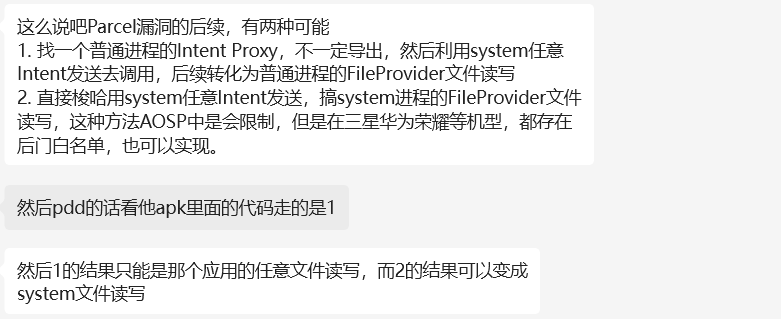 这么说吧Parcel漏洞的后续，有两种可能
1. 找一个普通进程的Intent Proxy，不一定导出，然后利用system任意
Intent发送去调用，后续转化为普通进程的FileProvider文件读写
2. 直接梭哈用system任意Intent发送，搞system进程的FileProvider文件
读写，这种方法AOSP中是会限制，但是在三星华为荣耀等机型，都存在
后门白名单，也可以实现。
然后pdd的话看他apk里面的代码走的是1
然后1的结果只能是那个应用的任意文件读写，而2的结果可以变成
system文件读写